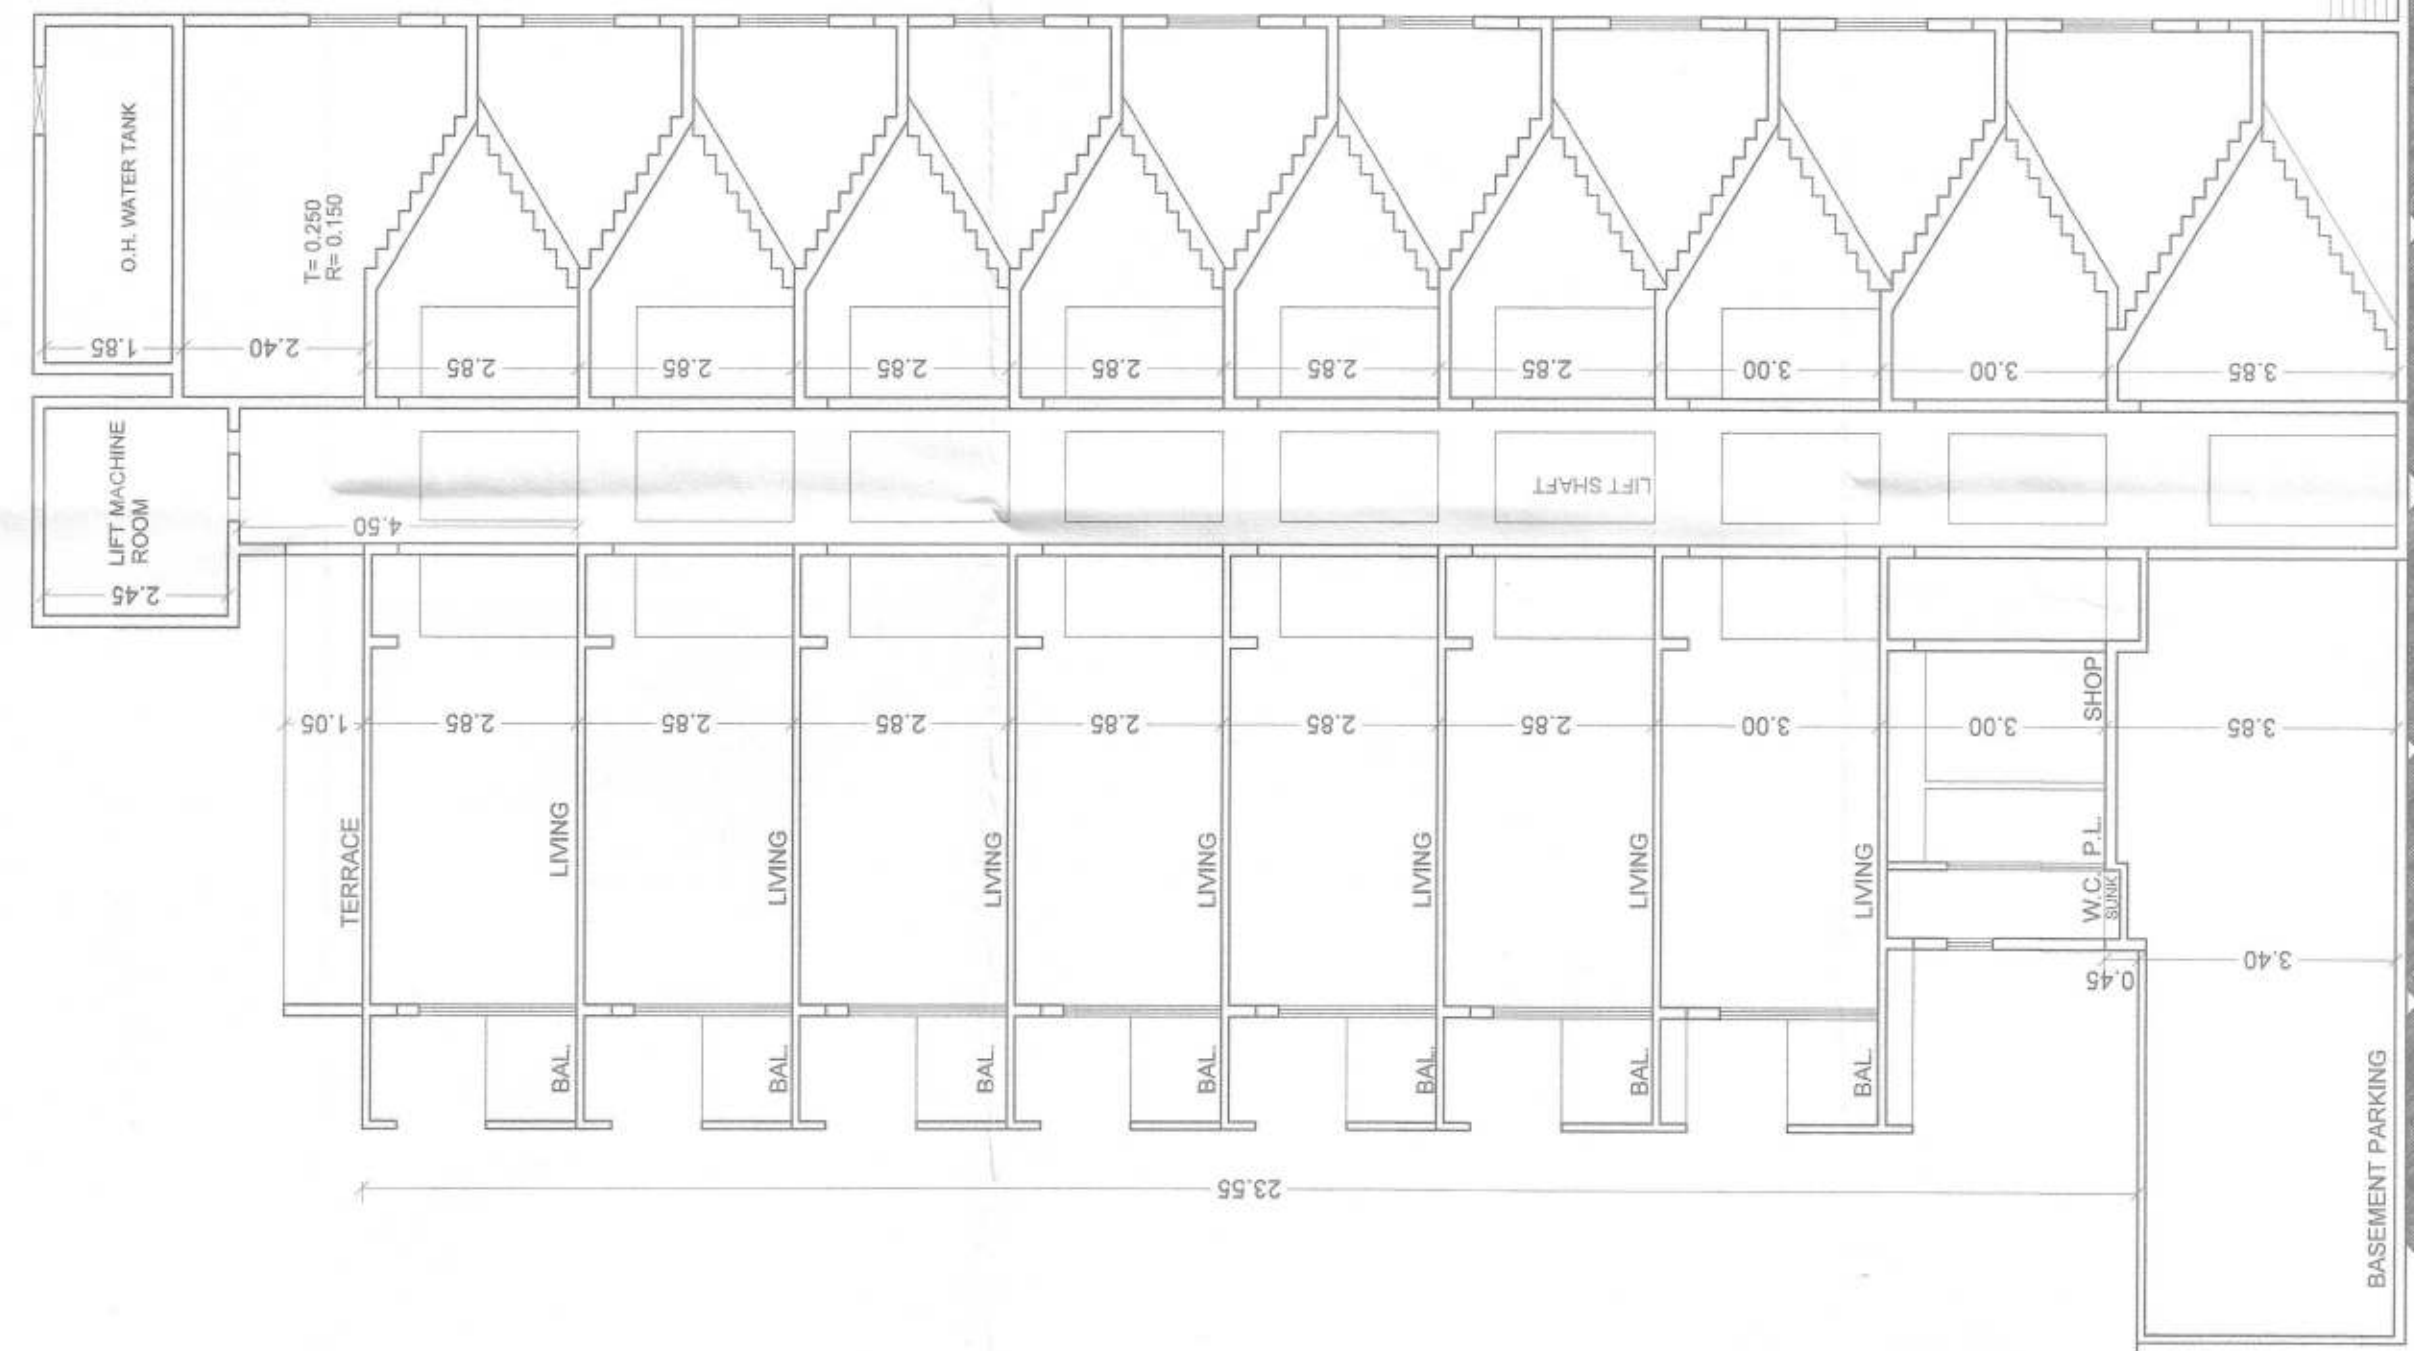 O.H. WATER TANK
T= 0.250
R= 0.150
1.85
2.40
2.85
2.85
2.85
2.85
2.85
2.85
3.00
3.00
3.85
LIFT MACHINE
ROOM
2.45
4.50
LIFT SHAFT
1.05
2.85
2.85
2.85
2.85
2.85
2.85
3.00
3.00
3.85
SHOP
P.L.
W.C.
SUNK
TERRACE
LIVING
LIVING
LIVING
LIVING
LIVING
LIVING
LIVING
3.40
0.45
BAL.
BAL.
BAL.
BAL.
BAL.
BAL.
BAL.
23.55
BASEMENT PARKING